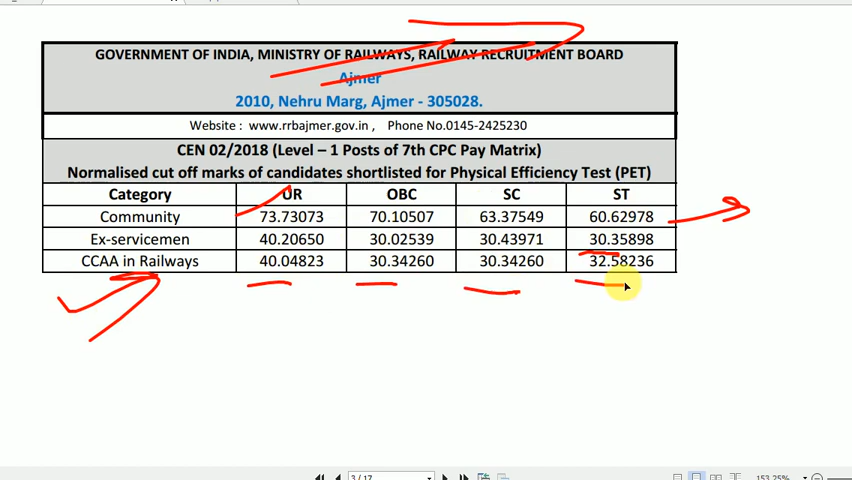 GOVERNMENT OF INDIA, MINISTRY OF RAILWAYS, RAILWAY RECRUITMENT BOARD
Ajmer
2010, Nehru Marg, Ajmer - 305028.
Website : www.rrbajmer.gov.in , Phone No.0145-2425230
CEN 02/2018 (Level – 1 Posts of 7th CPC Pay Matrix)
Normalised cut off marks of candidates shortlisted for Physical Efficiency Test (PET)
Category UR OBC SC ST
Community 73.73073 70.10507 63.37549 60.62978
Ex-servicemen 40.20650 30.02539 30.43971 30.35898
CCAA in Railways 40.04823 30.34260 30.34260 32.58236
3 / 17 153.25%